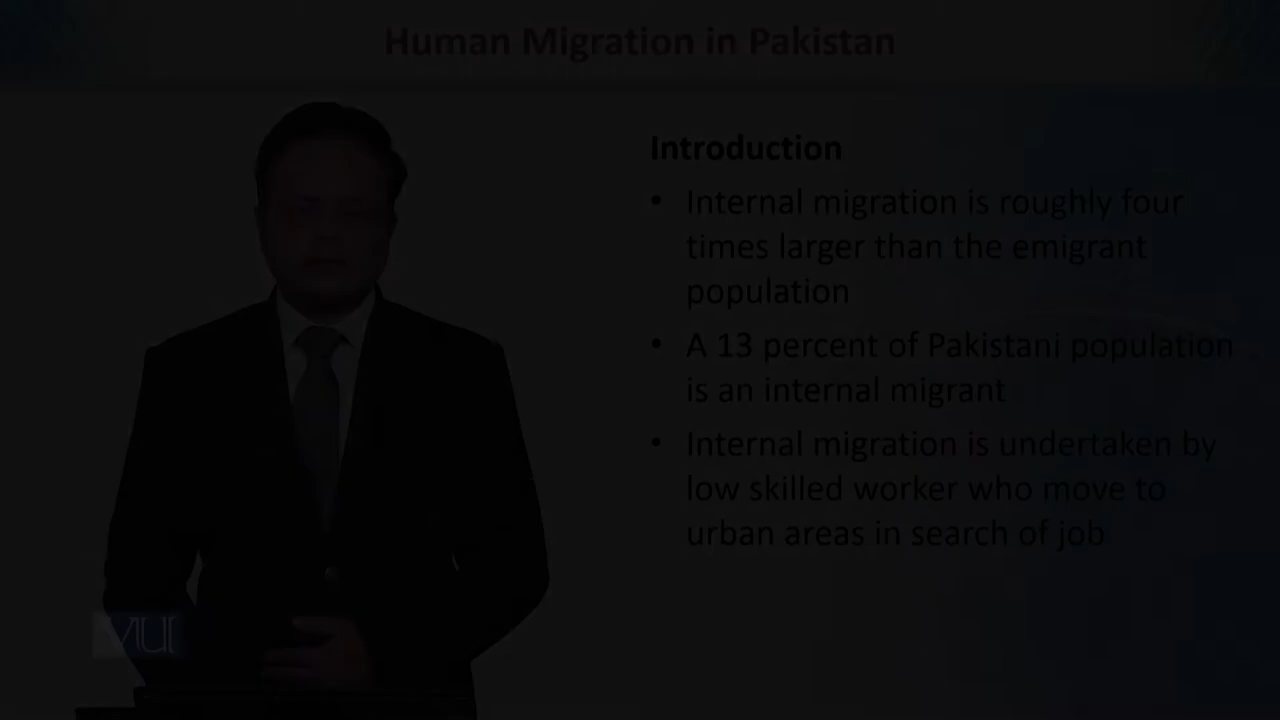 Human Migration in Pakistan
Introduction
• Internal migration is roughly four
times larger than the emigrant
population
• A 13 percent of Pakistani population
is an internal migrant
• Internal migration is undertaken by
low skilled worker who move to
urban areas in search of job
VU